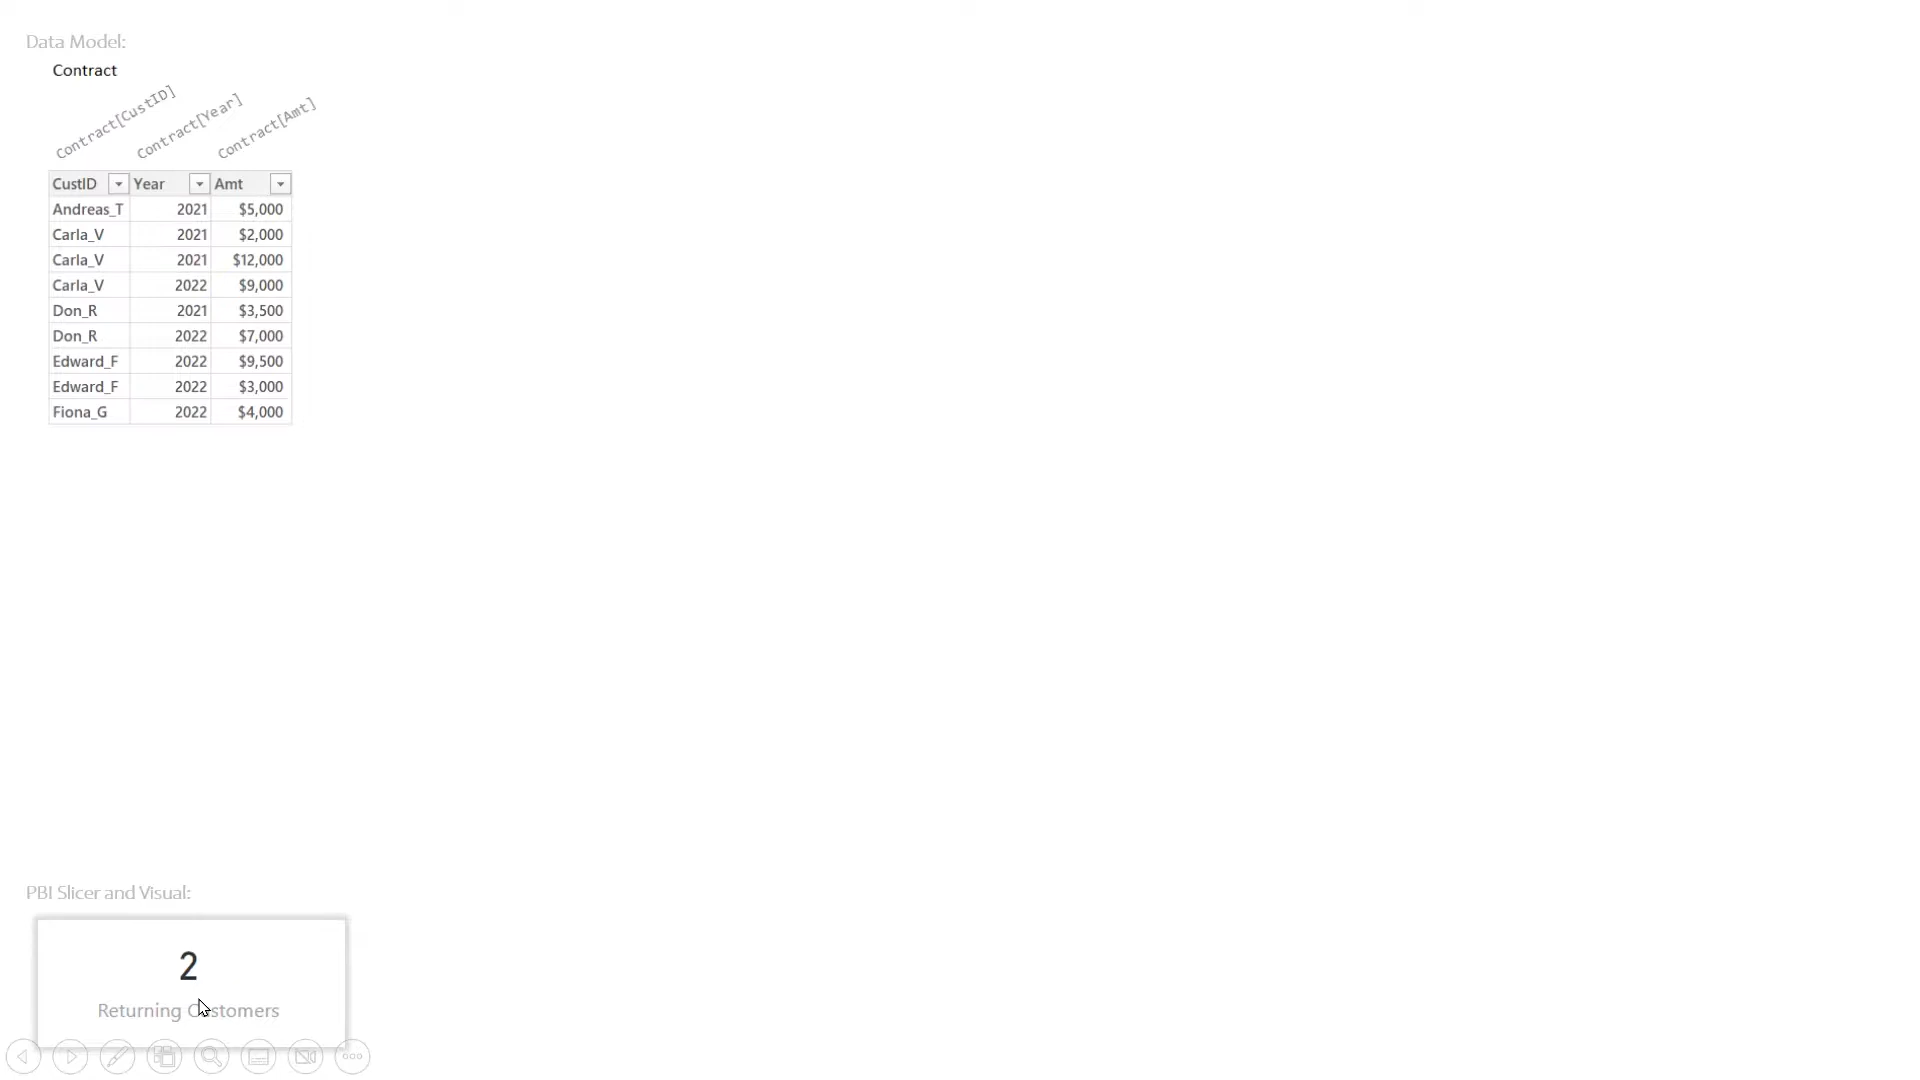 Data Model:
Contract
Contract[CustID] Contract[Year] Contract[Amt]
CustID Year Amt
Andreas_T 2021 $5,000
Carla_V 2021 $2,000
Carla_V 2021 $12,000
Carla_V 2022 $9,000
Don_R 2021 $3,500
Don_R 2022 $7,000
Edward_F 2022 $9,500
Edward_F 2022 $3,000
Fiona_G 2022 $4,000
PBI Slicer and Visual:
2
Returning Customers